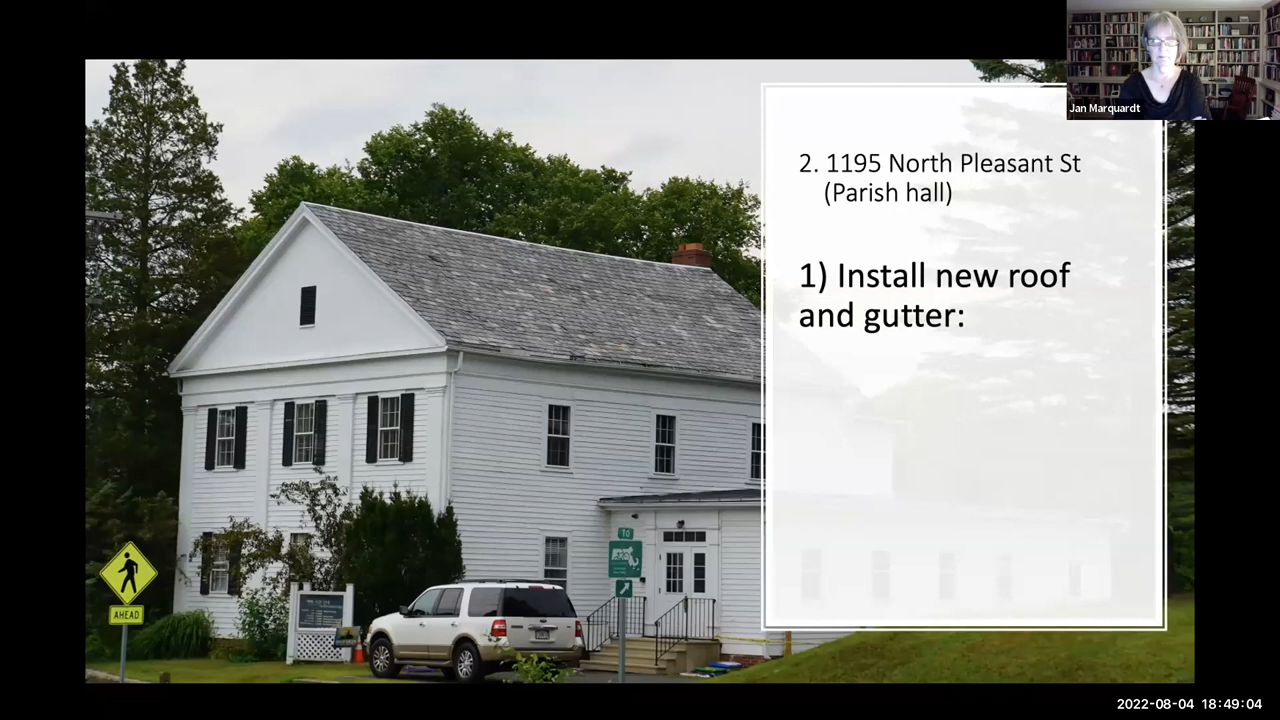 Jan Marquardt
2. 1195 North Pleasant St
(Parish hall)
1) Install new roof
and gutter:
TO
AHEAD
2022-08-04 18:49:04